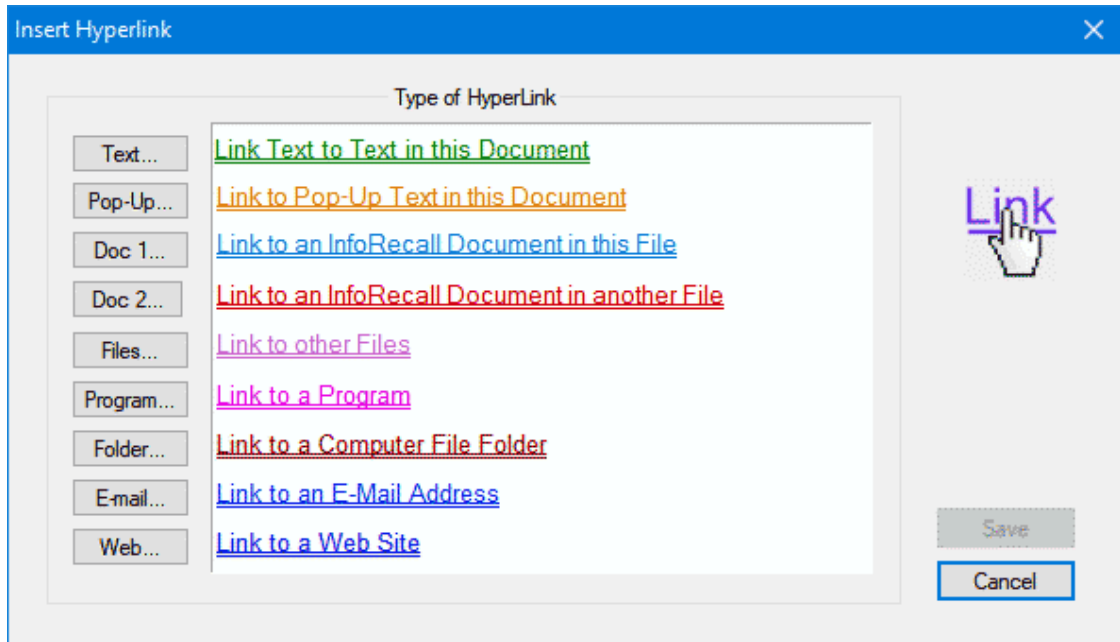 Insert Hyperlink
Type of HyperLink
Text... Link Text to Text in this Document
Pop-Up... Link to Pop-Up Text in this Document
Doc 1... Link to an InfoRecall Document in this File
Doc 2... Link to an InfoRecall Document in another File
Files... Link to other Files
Program... Link to a Program
Folder... Link to a Computer File Folder
E-mail... Link to an E-Mail Address
Web... Link to a Web Site
Link
Save
Cancel